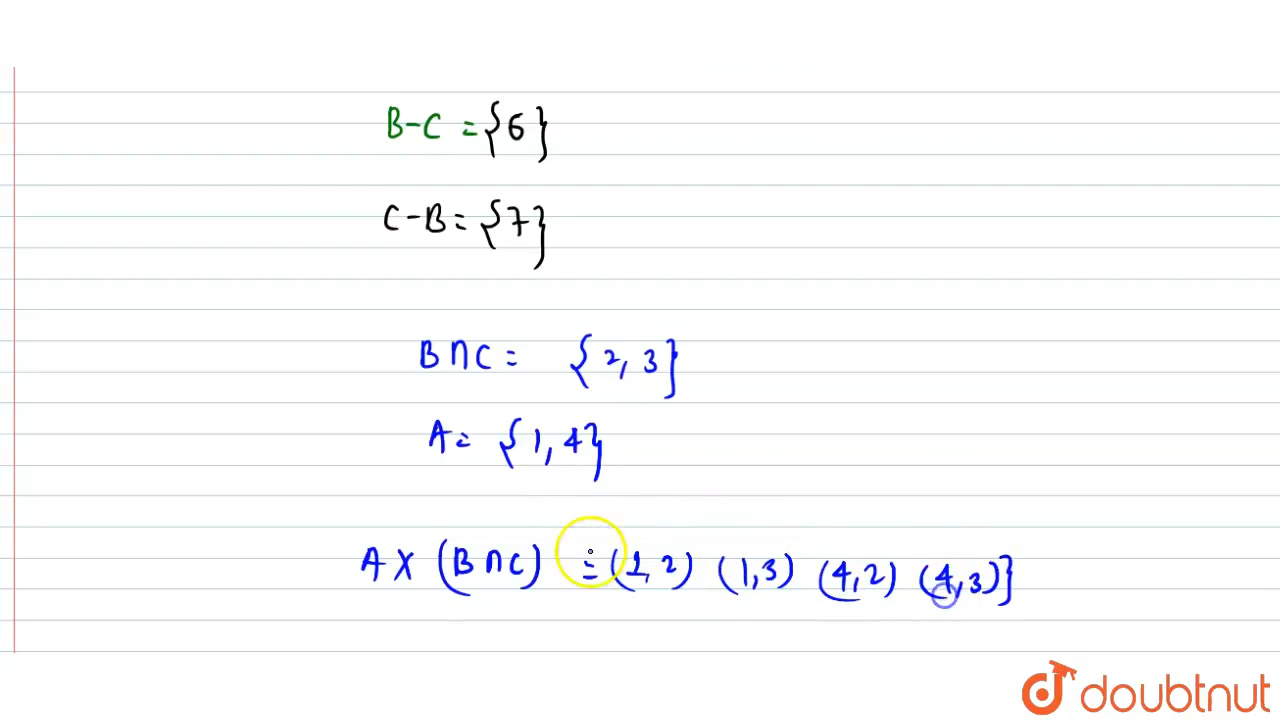 B-C = {6}
C-B = {7}
B∩C = {2, 3}
A = {1, 4}
A X (B∩C) = (1, 2) (1,3) (4,2) (4,3)}
doubtnut